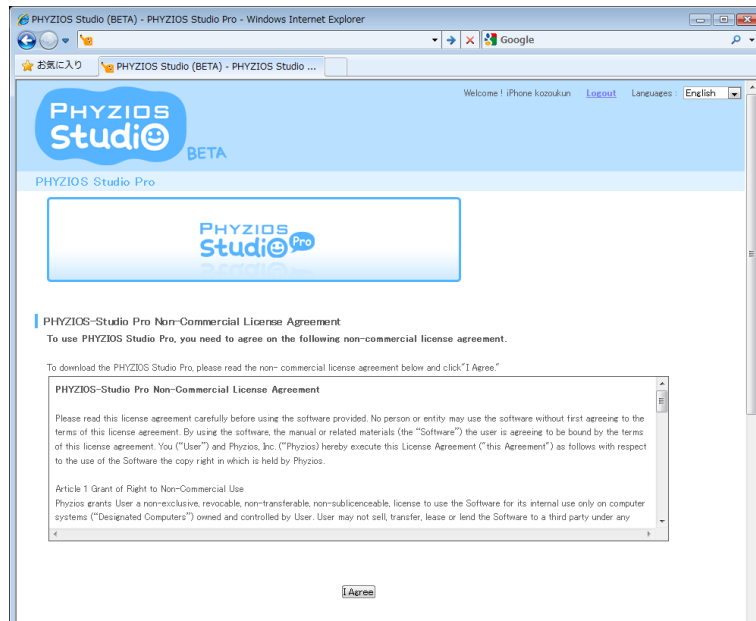 PHYZIOS Studio (BETA) - PHYZIOS Studio Pro - Windows Internet Explorer
Google
お気に入り
PHYZIOS Studio (BETA) - PHYZIOS Studio ...
Welcome ! iPhone kozoukun Logout Languages : English
PHYZIOS
Studio
BETA
PHYZIOS Studio Pro
PHYZIOS
Studio Pro
PHYZIOS-Studio Pro Non-Commercial License Agreement
To use PHYZIOS Studio Pro, you need to agree on the following non-commercial license agreement.
To download the PHYZIOS Studio Pro, please read the non- commercial license agreement below and click"I Agree."
PHYZIOS-Studio Pro Non-Commercial License Agreement
Please read this license agreement carefully before using the software provided. No person or entity may use the software without first agreeing to the
terms of this license agreement. By using the software, the manual or related materials (the “Software”) the user is agreeing to be bound by the terms
of this license agreement. You (“User”) and Phyzios, Inc. (“Phyzios) hereby execute this License Agreement (“this Agreement”) as follows with respect
to the use of the Software the copy right in which is held by Phyzios.
Article 1 Grant of Right to Non-Commercial Use
Phyzios grants User a non-exclusive, revocable, non-transferable, non-sublicenceable, license to use the Software for its internal use only on computer
systems (“Designated Computers”) owned and controlled by User. User may not sell, transfer, lease or lend the Software to a third party under any
I Agree